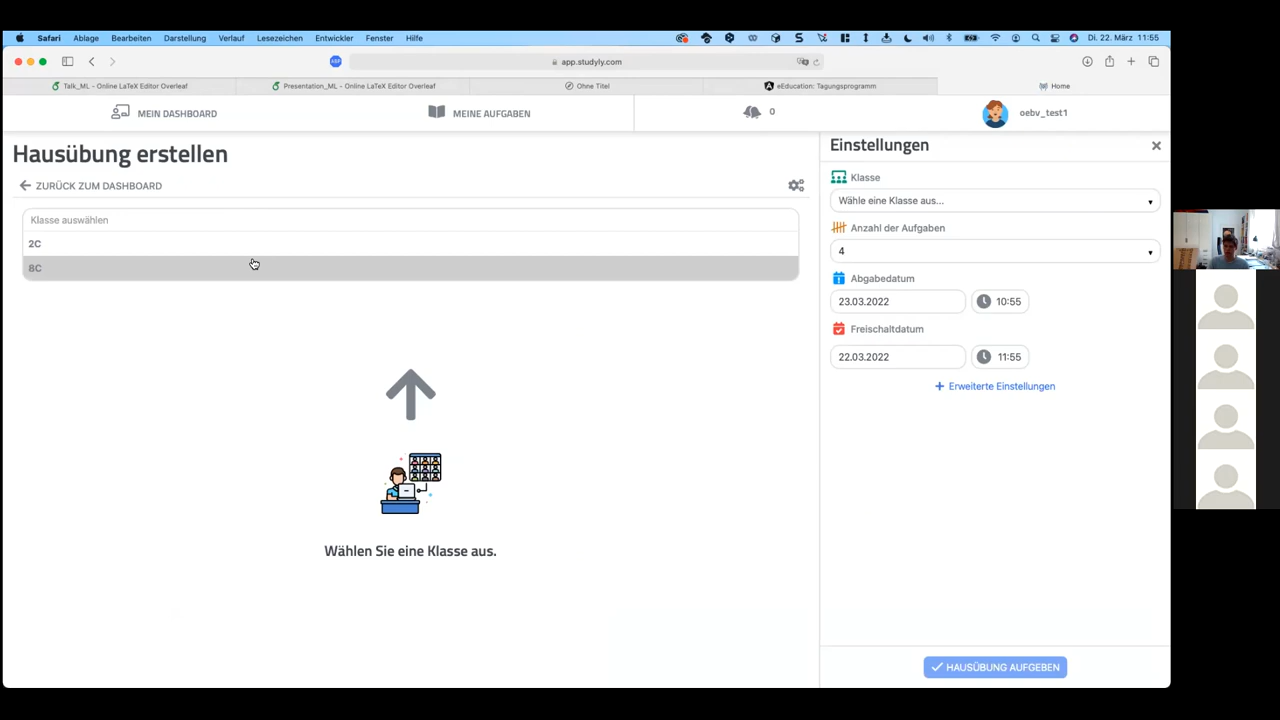 Safari Ablage Bearbeiten Darstellung Verlauf Lesezeichen Entwickler Fenster Hilfe Di. 22. März 11:55
ABP app.studyly.com
Talk_ML - Online LaTeX Editor Overleaf Presentation_ML - Online LaTeX Editor Overleaf Ohne Titel eEducation: Tagungsprogramm Home
MEIN DASHBOARD MEINE AUFGABEN 0 oebv_test1
Hausübung erstellen
ZURÜCK ZUM DASHBOARD
Klasse auswählen
2C
8C
Wählen Sie eine Klasse aus.
Einstellungen
Klasse
Wähle eine Klasse aus...
Anzahl der Aufgaben
4
Abgabedatum
23.03.2022 10:55
Freischaltdatum
22.03.2022 11:55
+ Erweiterte Einstellungen
HAUSÜBUNG AUFGEBEN